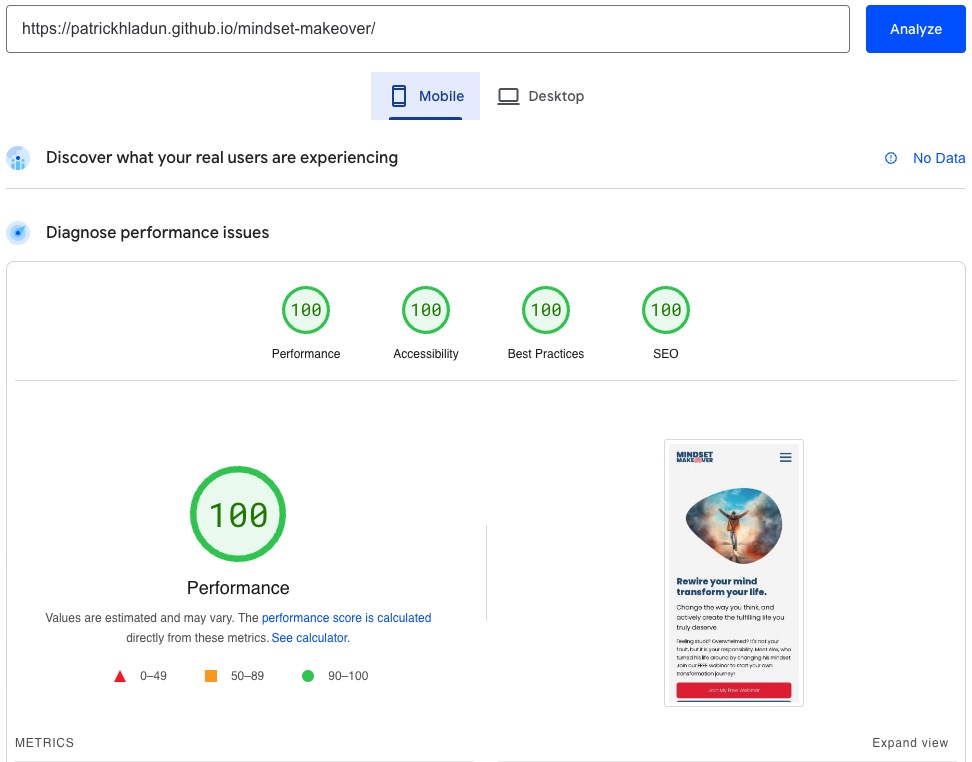 https://patrickhladun.github.io/mindset-makeover/
Analyze
Mobile
Desktop
Discover what your real users are experiencing
No Data
Diagnose performance issues
100
100
100
100
Performance
Accessibility
Best Practices
SEO
100
Performance
Values are estimated and may vary. The performance score is calculated
directly from these metrics. See calculator.
0–49
50–89
90–100
MINDSET
MAKEOVER
Rewire your mind
transform your life.
Change the way you think, and
actively create the fulfilling life you
truly deserve.
Feeling stuck? Overwhelmed? It's not your
fault, but it is your responsibility. Meet Alex, who
turned his life around by changing his mindset
Join our FREE webinar to start your own
transformation journey!
Join My Free Webinar
METRICS
Expand view